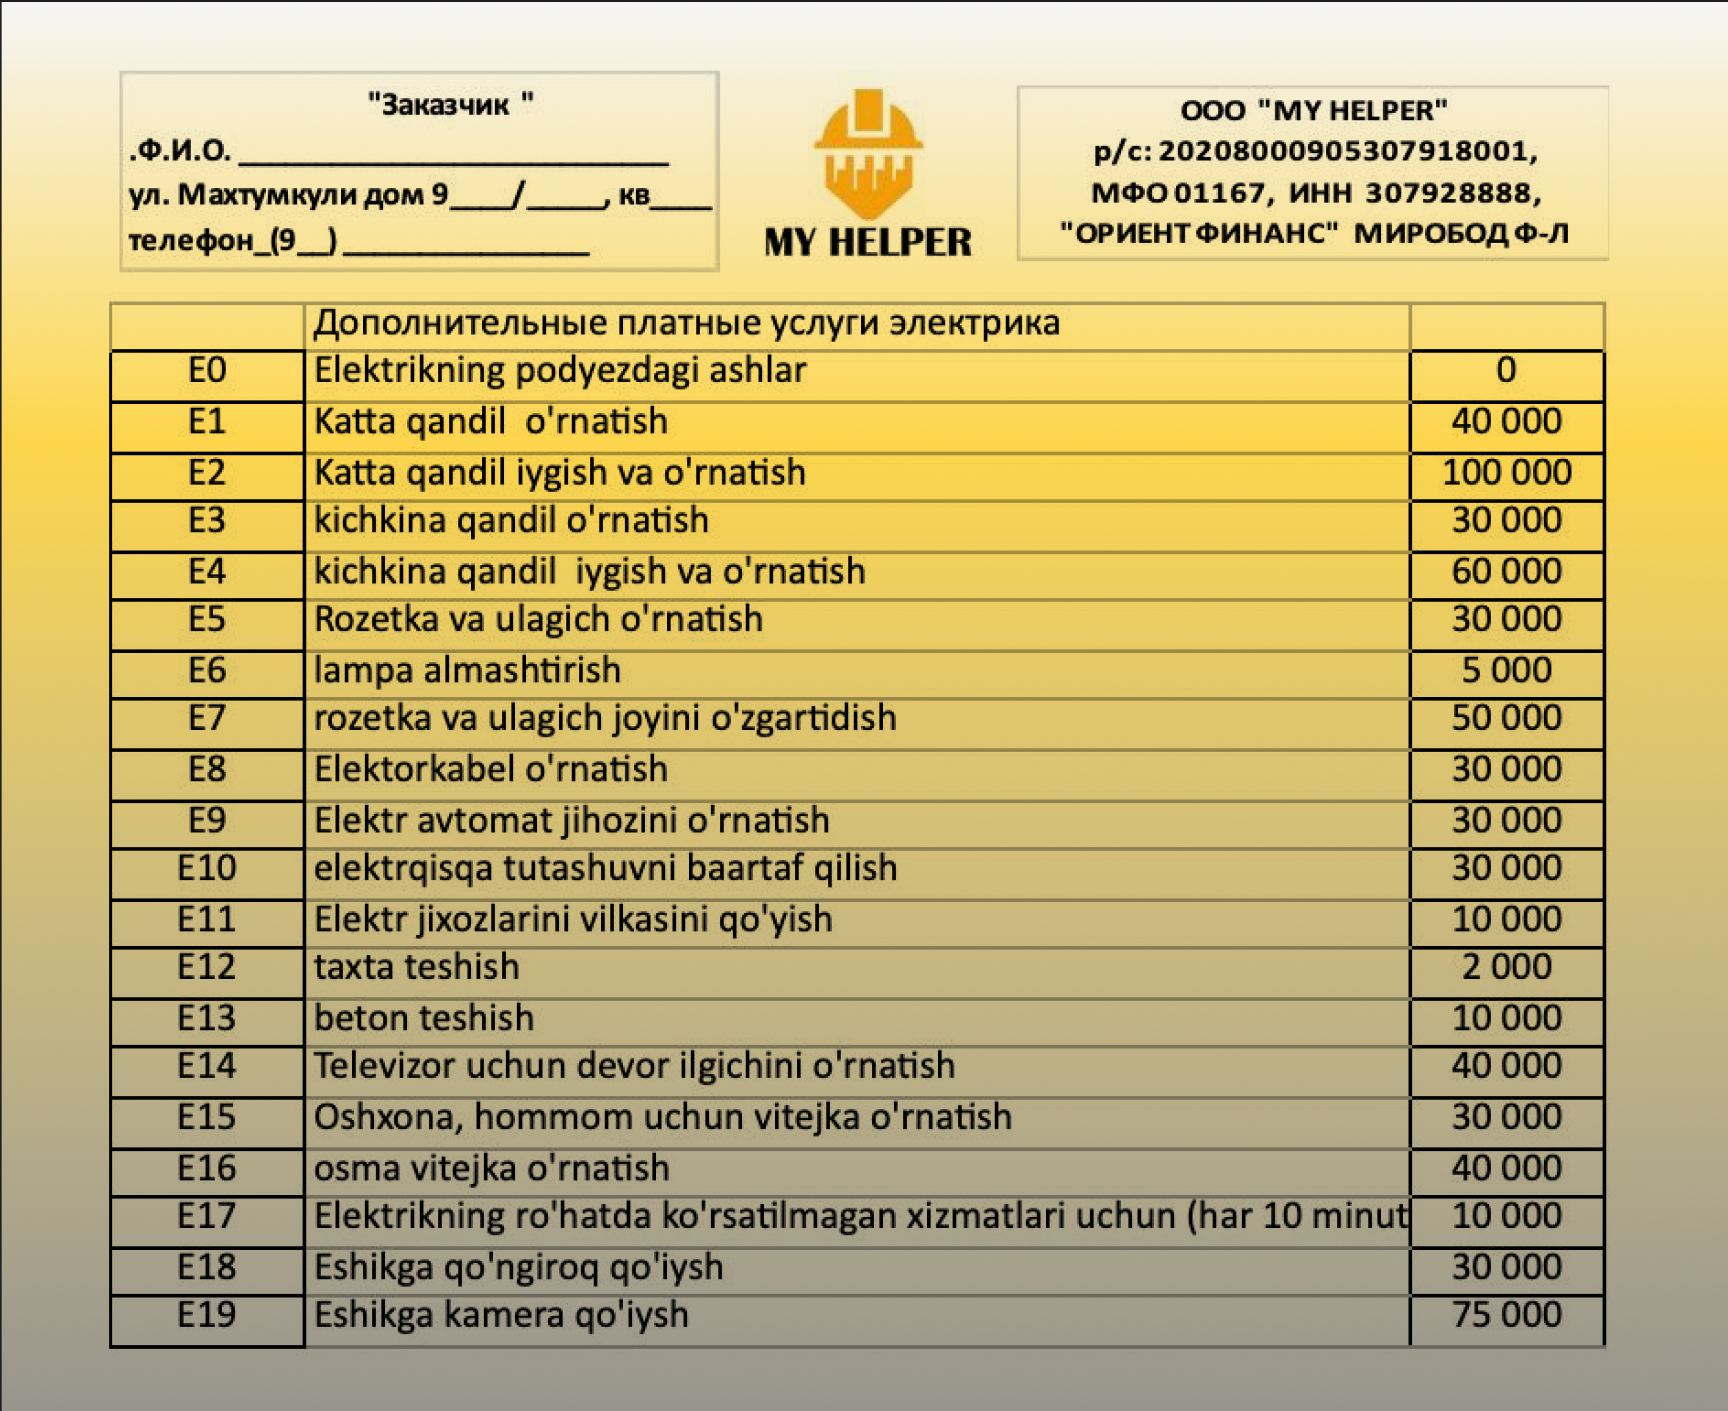 "Заказчик "
.Ф.И.О. ____________________________
ул. Махтумкули дом 9____/_____, кв____
телефон_(9__) ________________
MY HELPER
ООО "MY HELPER"
р/с: 20208000905307918001,
МФО 01167, ИНН 307928888,
"ОРИЕНТ ФИНАНС" МИРОБОД Ф-Л
Дополнительные платные услуги электрика
E0 Elektrikning podyezdagi ashlar 0
E1 Katta qandil o'rnatish 40 000
E2 Katta qandil iygish va o'rnatish 100 000
E3 kichkina qandil o'rnatish 30 000
E4 kichkina qandil iygish va o'rnatish 60 000
E5 Rozetka va ulagich o'rnatish 30 000
E6 lampa almashtirish 5 000
E7 rozetka va ulagich joyini o'zgartidish 50 000
E8 Elektorkabel o'rnatish 30 000
E9 Elektr avtomat jihozini o'rnatish 30 000
E10 elektrqisqa tutashuvni baartaf qilish 30 000
E11 Elektr jixozlarini vilkasini qo'yish 10 000
E12 taxta teshish 2 000
E13 beton teshish 10 000
E14 Televizor uchun devor ilgichini o'rnatish 40 000
E15 Oshxona, hommom uchun vitejka o'rnatish 30 000
E16 osma vitejka o'rnatish 40 000
E17 Elektrikning ro'hatda ko'rsatilmagan xizmatlari uchun (har 10 minut 10 000
E18 Eshikga qo'ngiroq qo'iysh 30 000
E19 Eshikga kamera qo'iysh 75 000